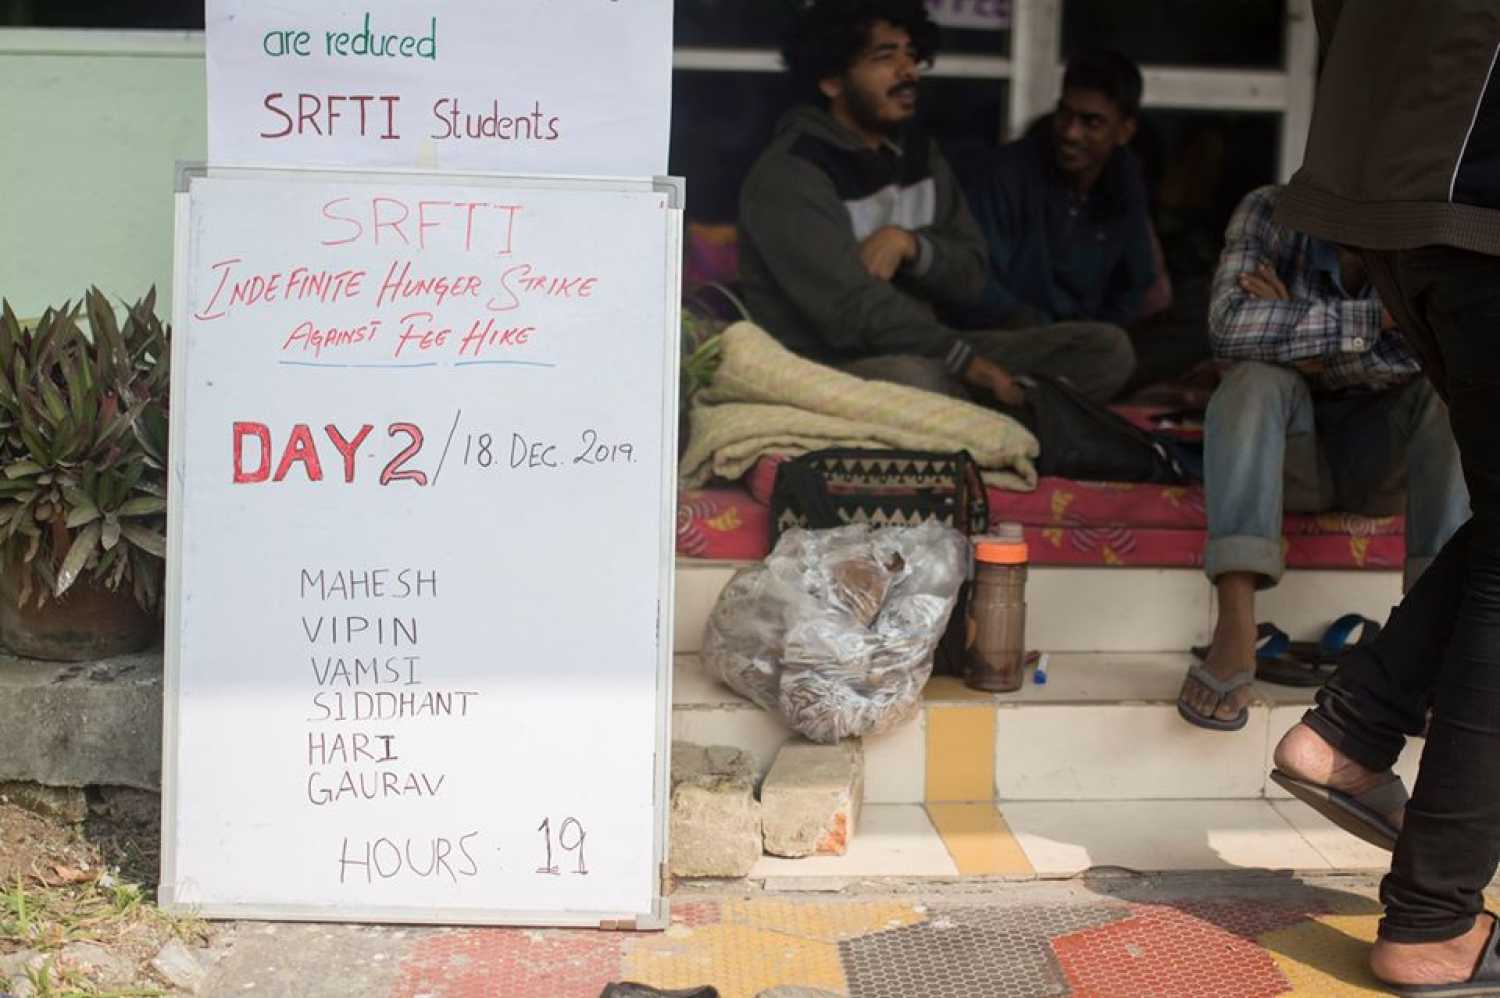 are reduced
SRFTI Students
SRFTI
INDEFINITE HUNGER STRIKE
AGAINST FEE HIKE
DAY-2/18.DEC.2019.
MAHESH
VIPIN
VAMSI
SIDDHANT
HARI
GAURAV
HOURS: 19